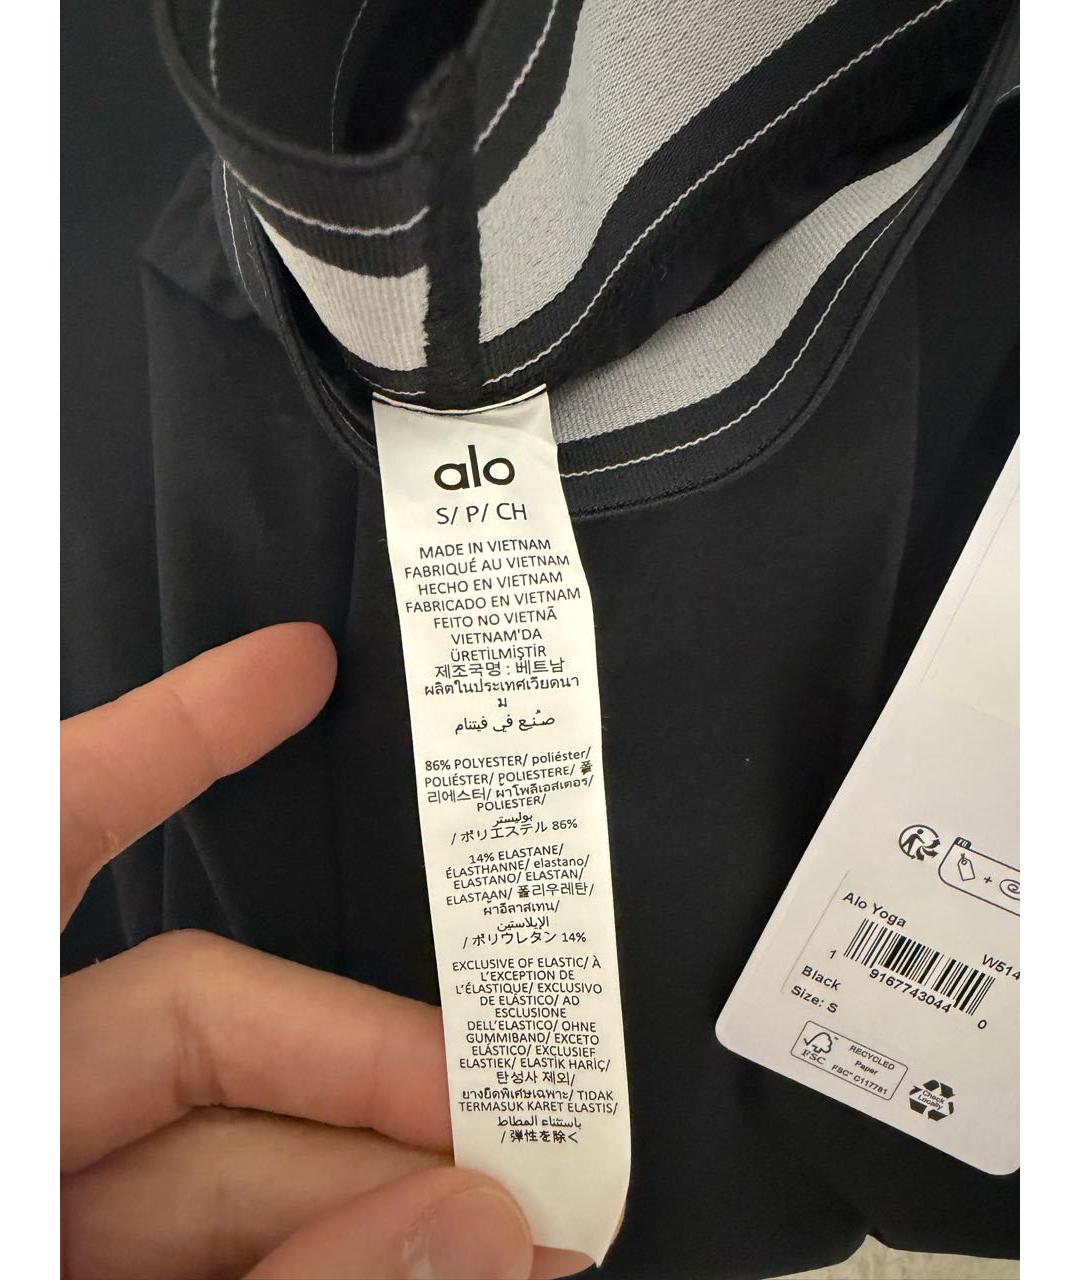 alo
S/ P/ CH
MADE IN VIETNAM
FABRIQUÉ AU VIETNAM
HECHO EN VIETNAM
FABRICADO EN VIETNAM
FEITO NO VIETNÃ
VIETNAM'DA
ÜRETİLMİŞTİR
제조국명 : 베트남
ผลิตในประเทศเวียดนา
ม
صُنِع في فيتنام
86% POLYESTER/ poliéster/
POLIÉSTER/ POLIESTERE/ 폴
리에스터/ ผ้าโพลีเอสเตอร์/
POLIESTER/
بوليستر
/ ポリエステル 86%
14% ELASTANE/
ÉLASTHANNE/ elastano/
ELASTANO/ ELASTAN/
ELASTAAN/ 폴리우레탄/
ผ้าอีลาสเทน/
الإيلاستين
/ ポリウレタン 14%
EXCLUSIVE OF ELASTIC/ À
L'EXCEPTION DE
L'ÉLASTIQUE/ EXCLUSIVO
DE ELÁSTICO/ AD
ESCLUSIONE
DELL'ELASTICO/ OHNE
GUMMIBAND/ EXCETO
ELÁSTICO/ EXCLUSIEF
ELASTIEK/ ELASTİK HARİÇ/
탄성사 제외/
ยางยืดพิเศษเฉพาะ/ TIDAK
TERMASUK KARET ELASTIS/
باستثناء المطاط
/ 弾性を除く
FR
+
Alo Yoga
W514
1 9167743044 0
Black
Size: S
FSC
RECYCLED
Paper
FSC® C117781
Check
Locally